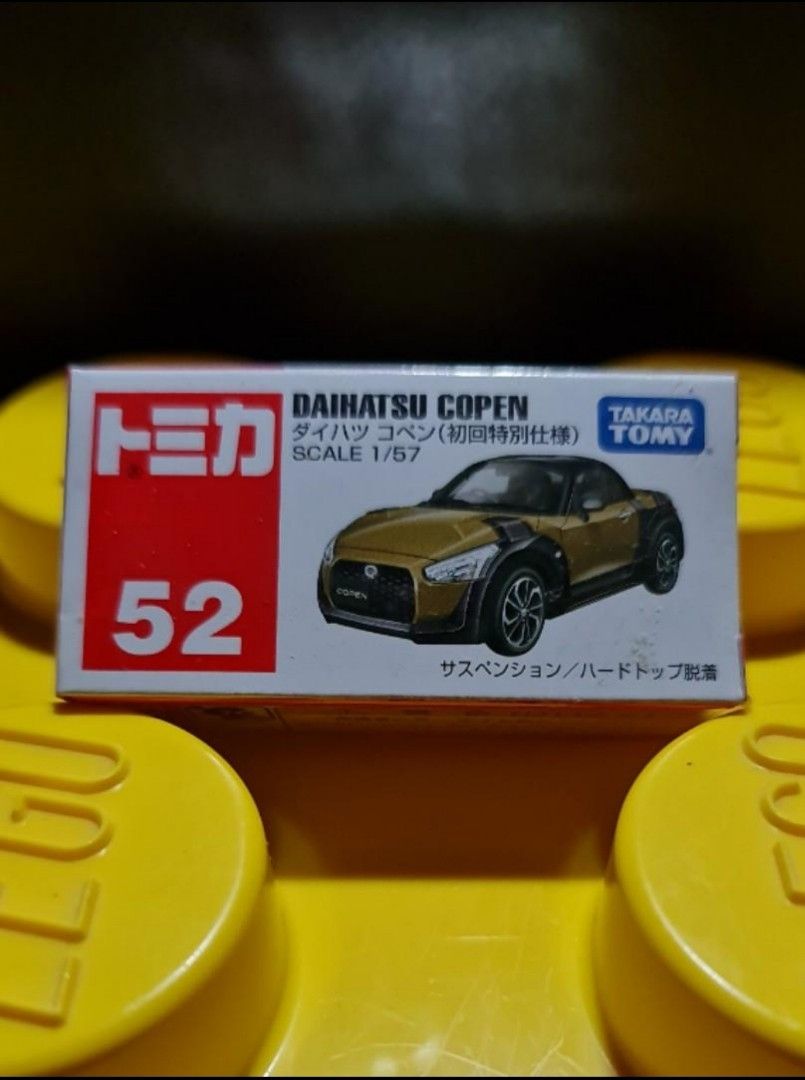 トミカ
52
DAIHATSU COPEN
ダイハツ コペン(初回特別仕様)
SCALE 1/57
TAKARA
TOMY
COPEN
サスペンション/ハードトップ脱着
LEGO